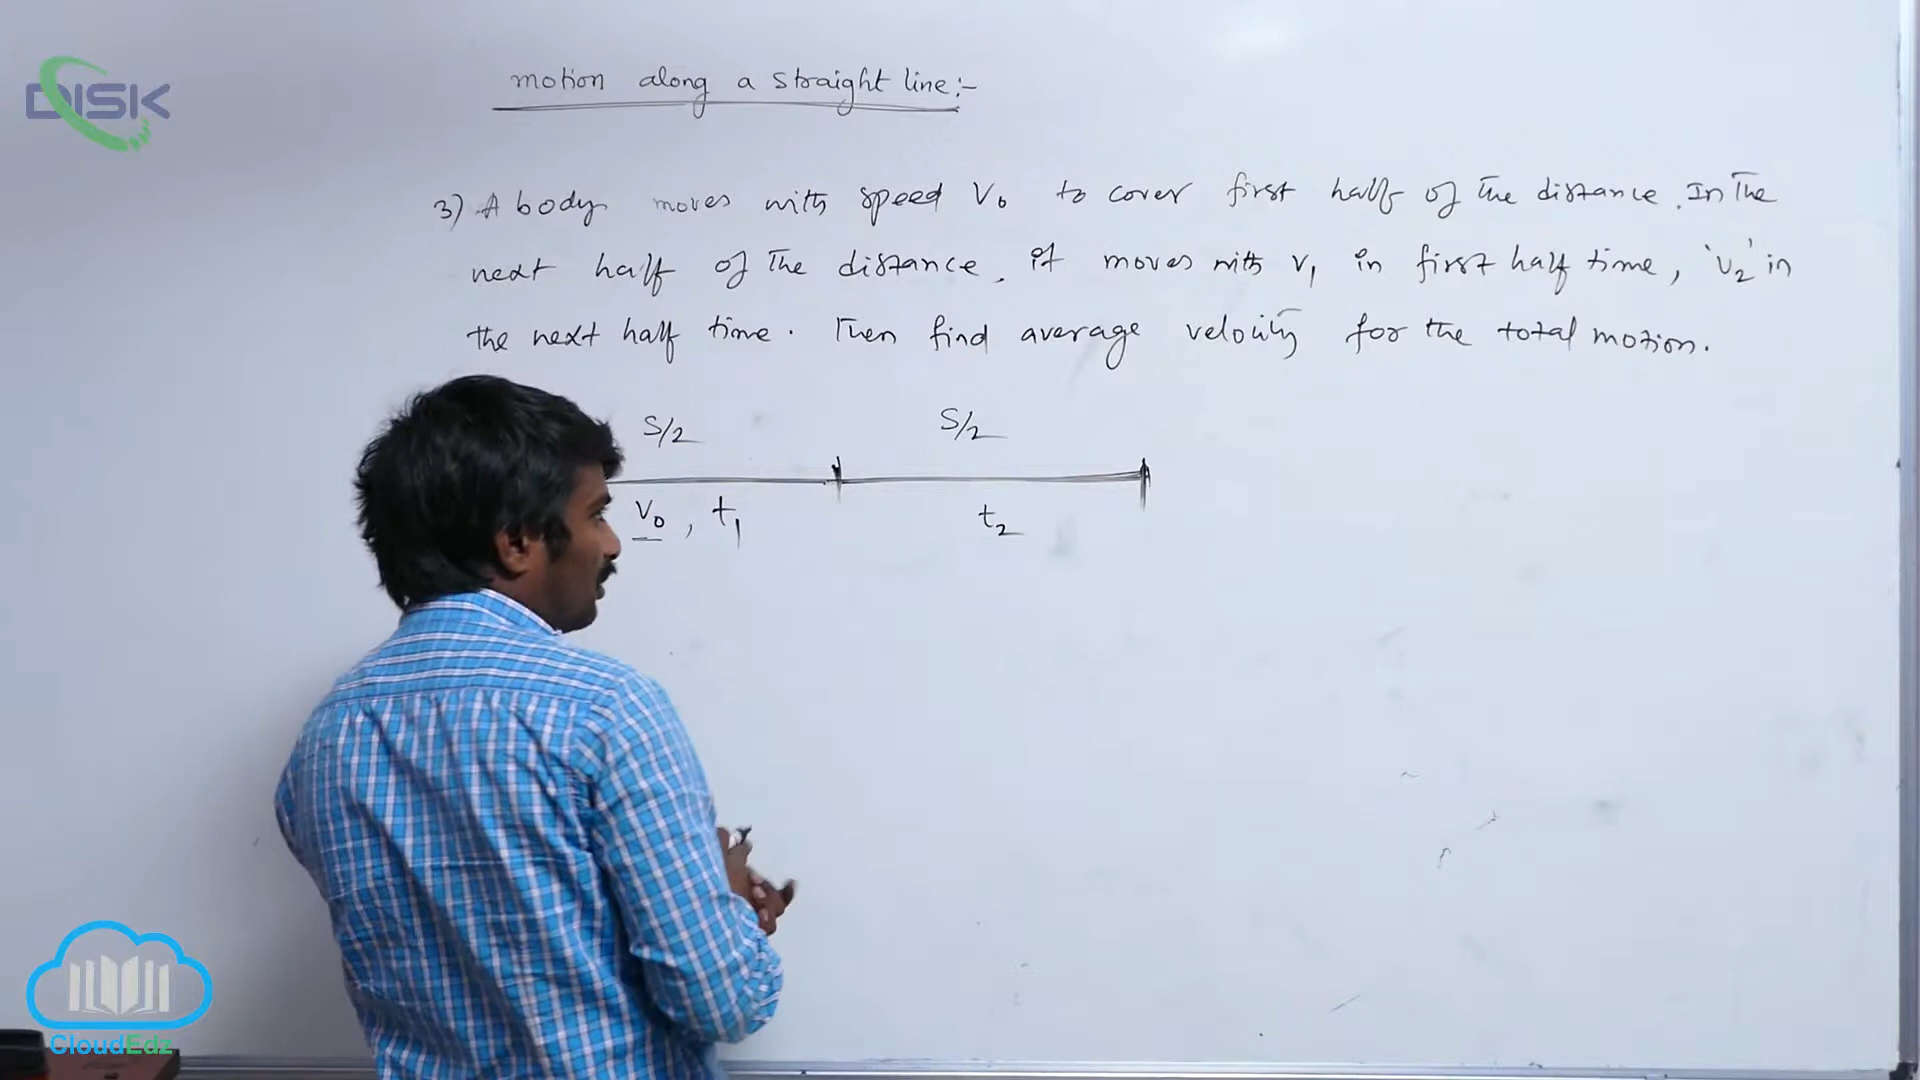 DISK
motion along a straight line:-
3) A body moves with speed V₀ to cover first half of the distance. In the
next half of the distance, it moves with v₁ in first half time, 'v₂' in
the next half time. Then find average velocity for the total motion.
S/2 S/2
V₀, t₁ t₂
CloudEdz